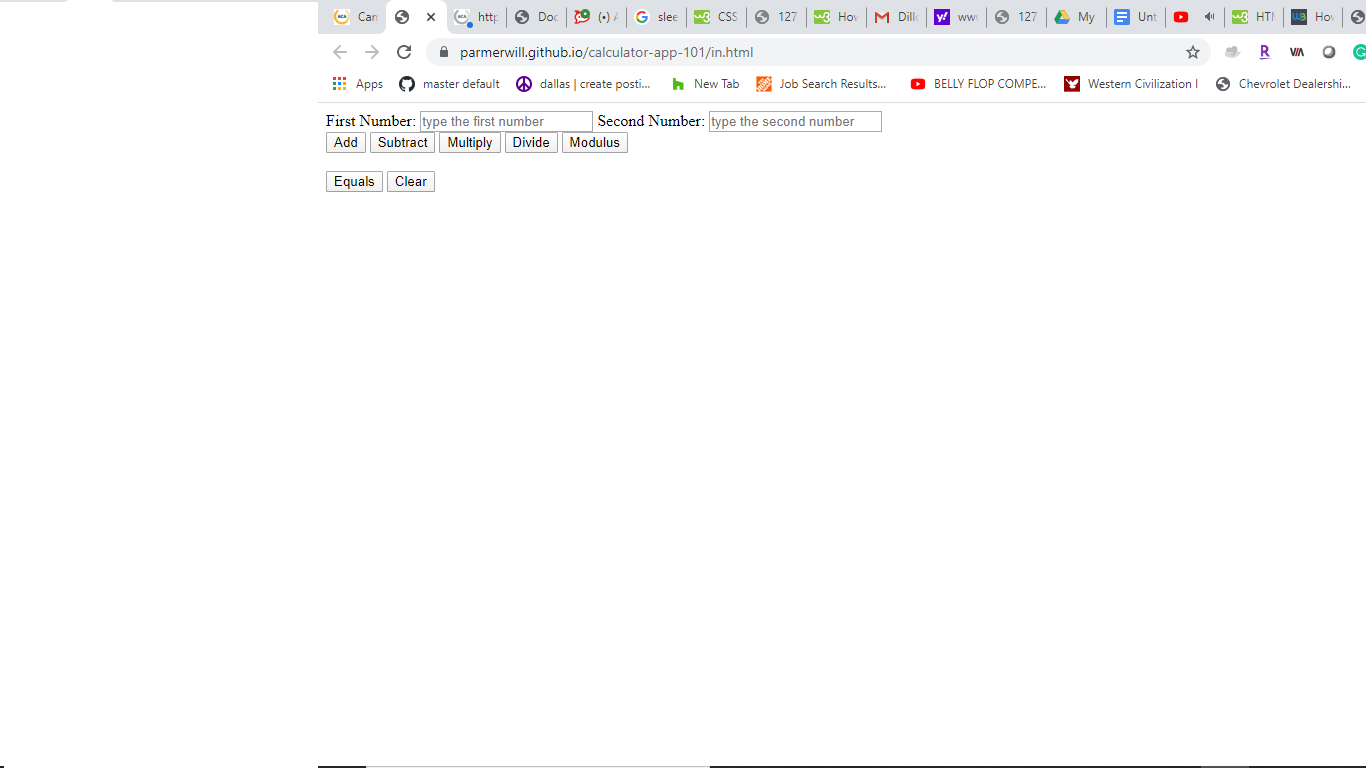 Can http Doc (•) A slee CSS 127 How Dillo ww 127 My Unt HTM How
parmerwill.github.io/calculator-app-101/in.html
Apps master default dallas | create posti... New Tab Job Search Results... BELLY FLOP COMPE... Western Civilization I Chevrolet Dealershi...
First Number: type the first number Second Number: type the second number
Add Subtract Multiply Divide Modulus
Equals Clear